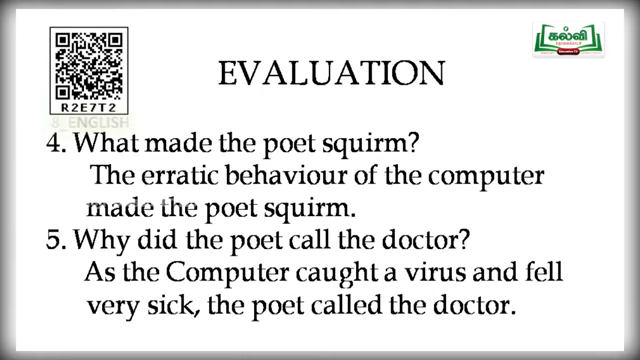 கல்வி
R2E7T2
EVALUATION
8_ENGLISH
4. What made the poet squirm?
The erratic behaviour of the computer
made the poet squirm.
5. Why did the poet call the doctor?
As the Computer caught a virus and fell
very sick, the poet called the doctor.